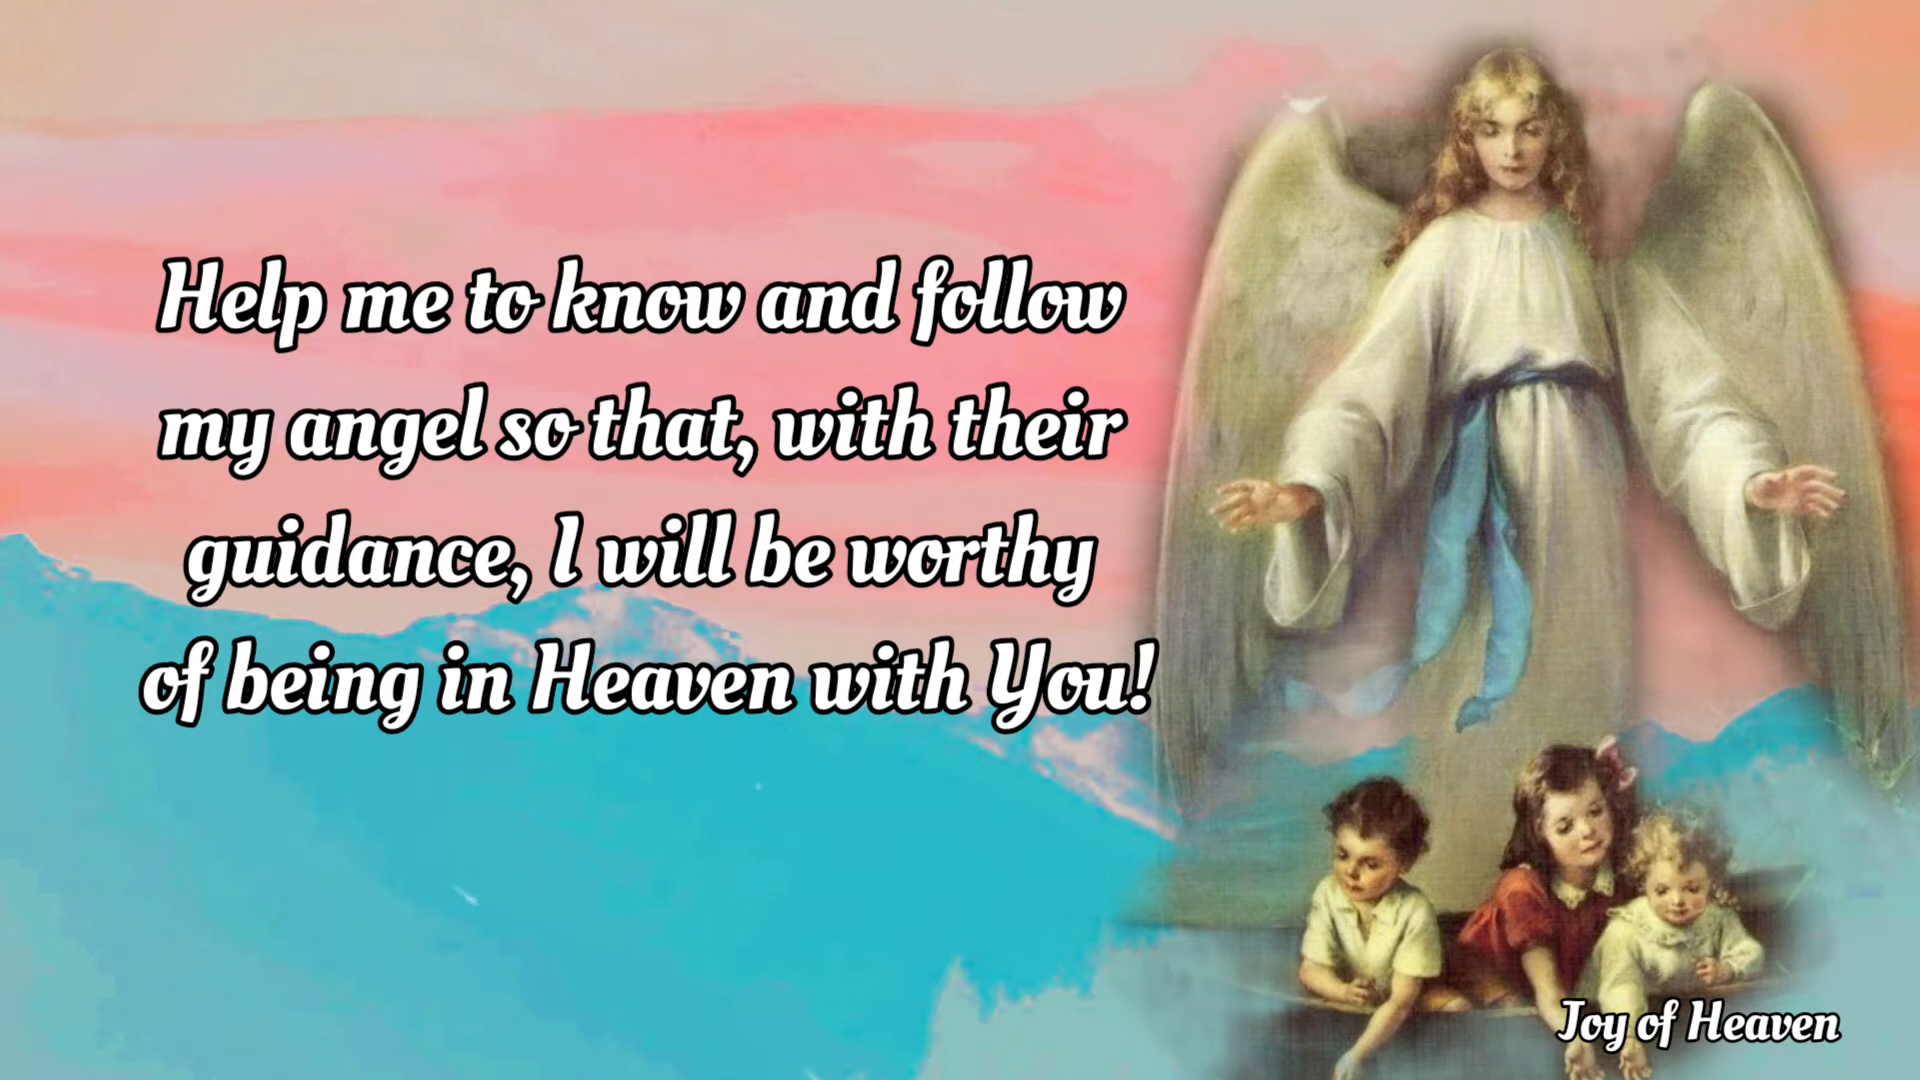 Help me to know and follow
my angel so that, with their
guidance, I will be worthy
of being in Heaven with You!
Joy of Heaven